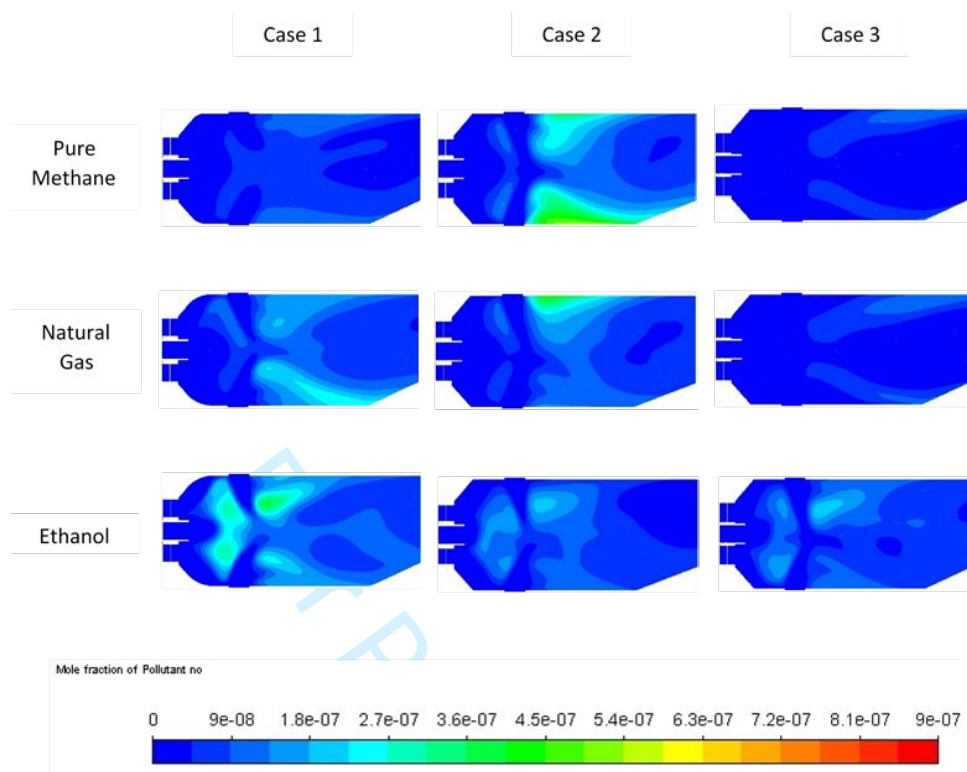 Case 1
Case 2
Case 3
Pure
Methane
Natural
Gas
Ethanol
Mole fraction of Pollutant no
0 9e-08 1.8e-07 2.7e-07 3.6e-07 4.5e-07 5.4e-07 6.3e-07 7.2e-07 8.1e-07 9e-07